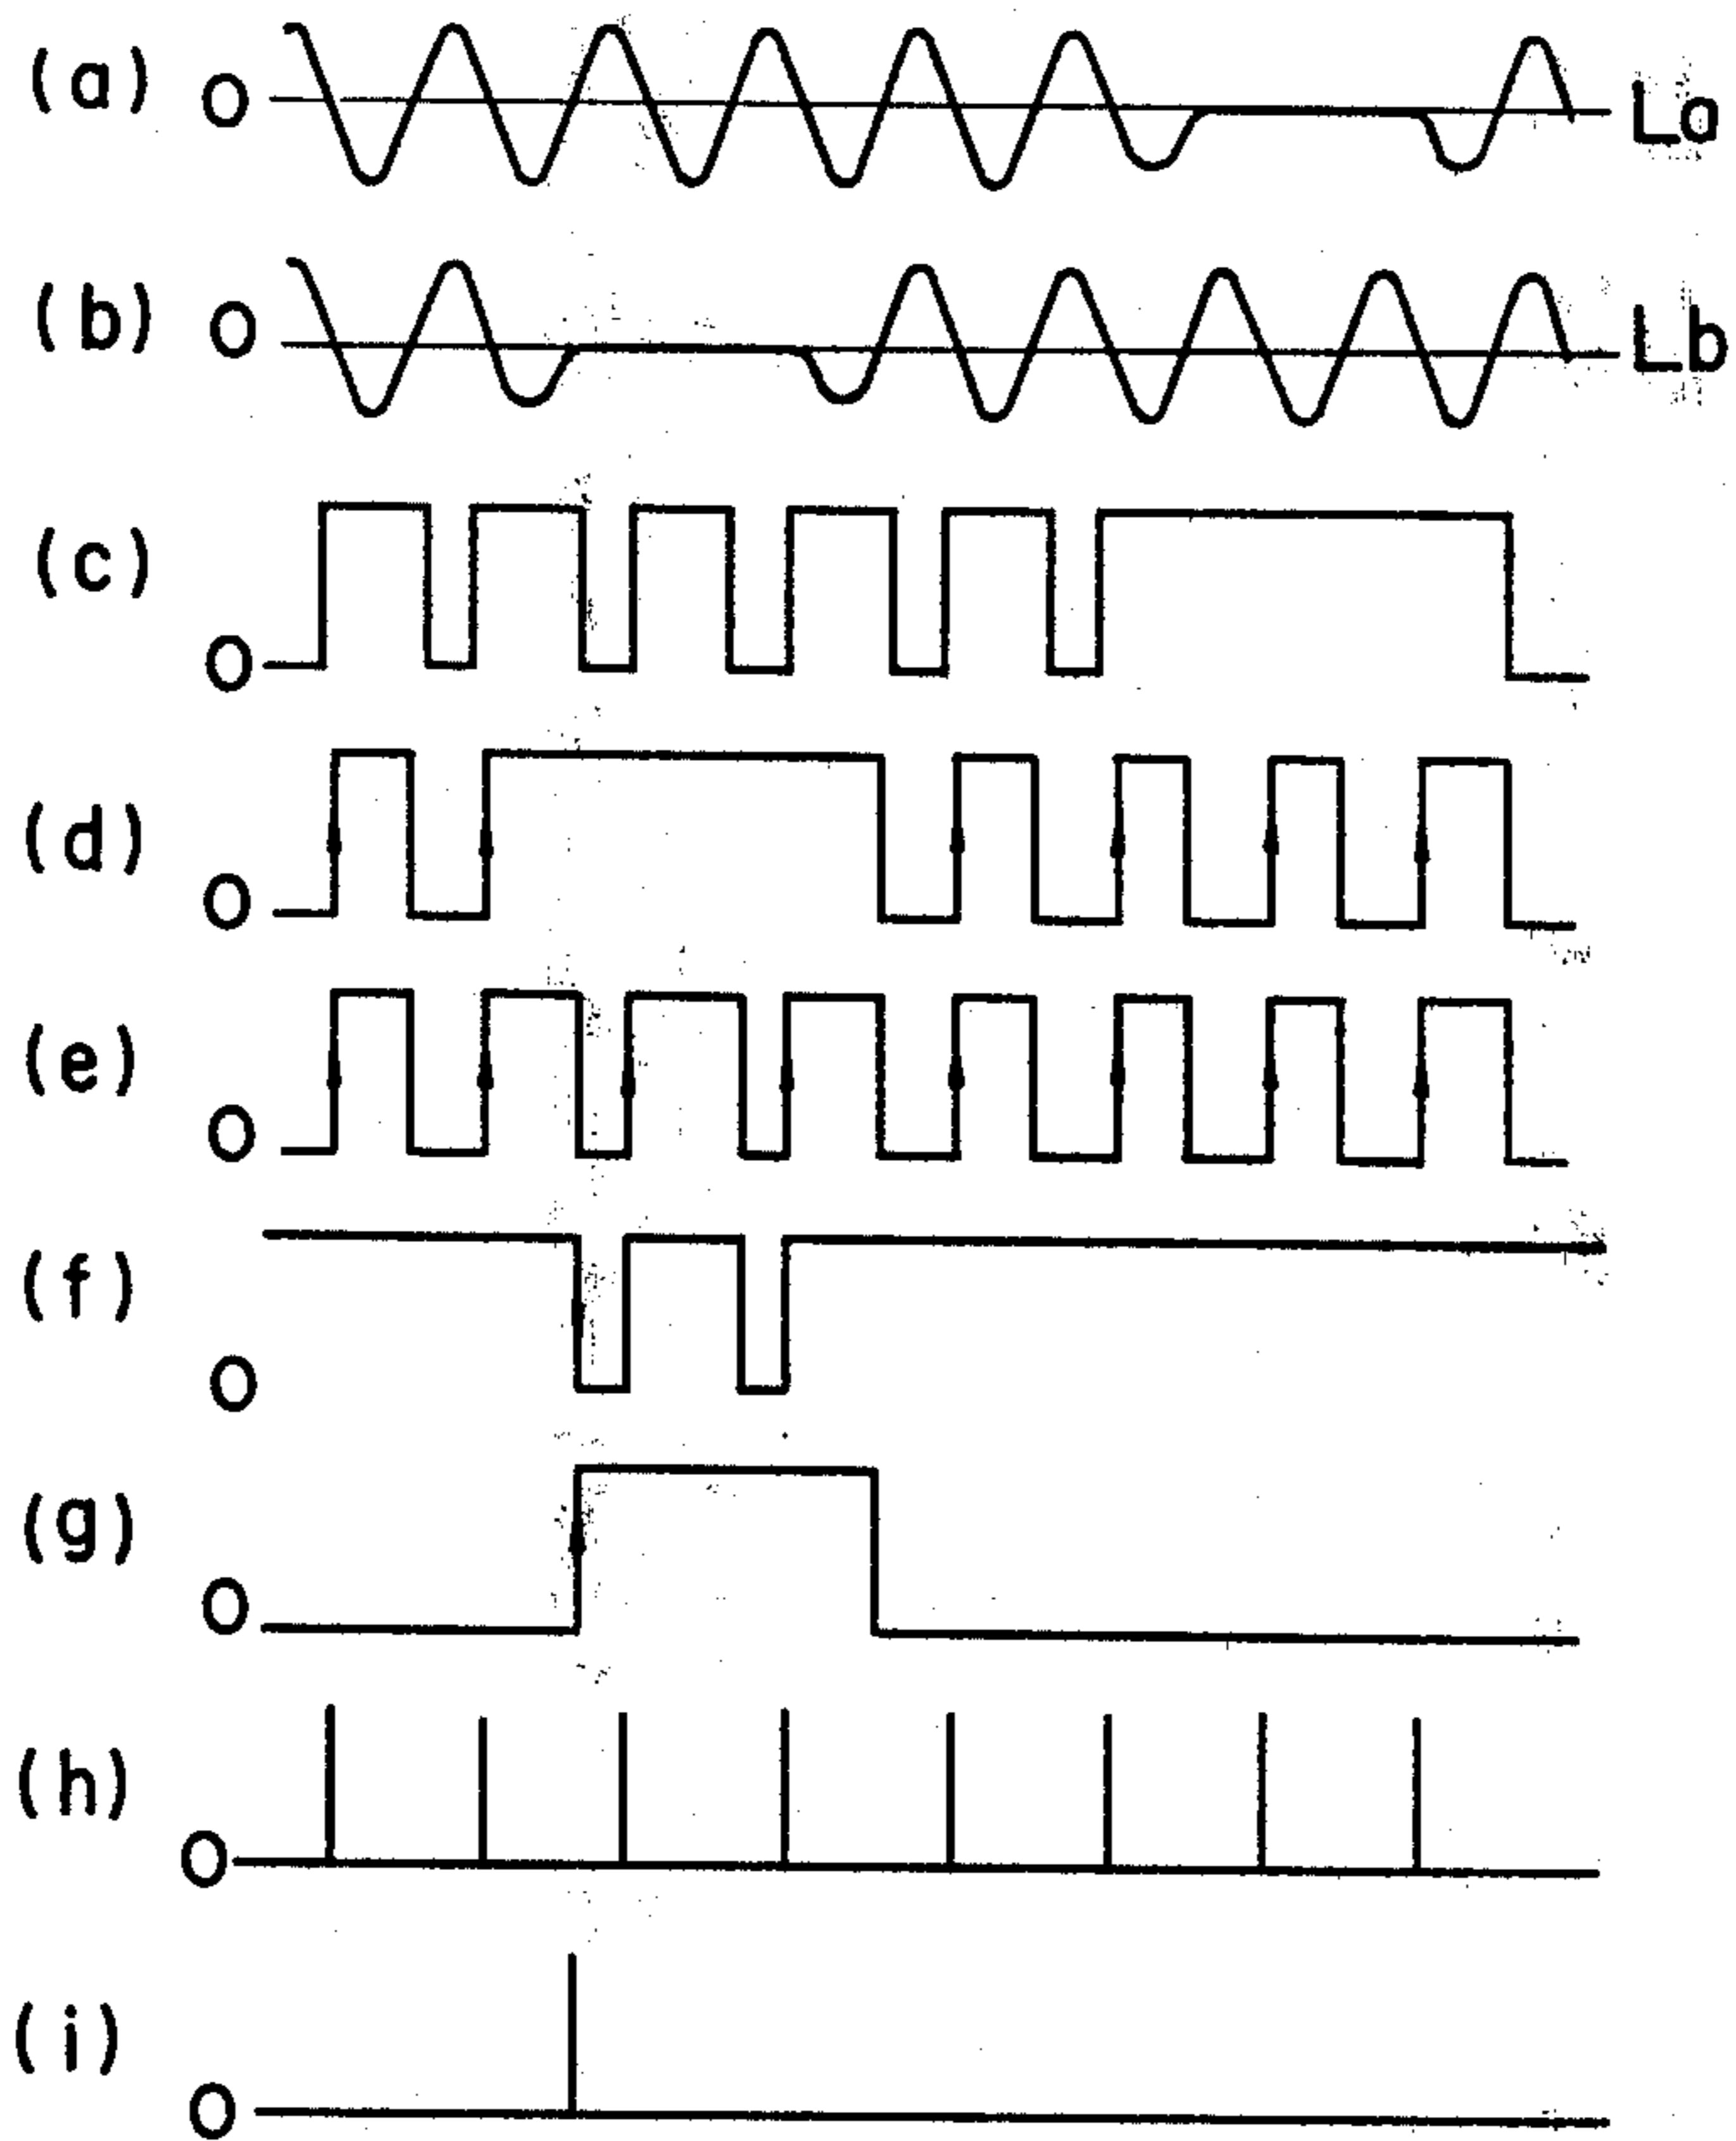 (a) O La
(b) O Lb
(c) O
(d) O
(e) O
(f) O
(g) O
(h) O
(i) O